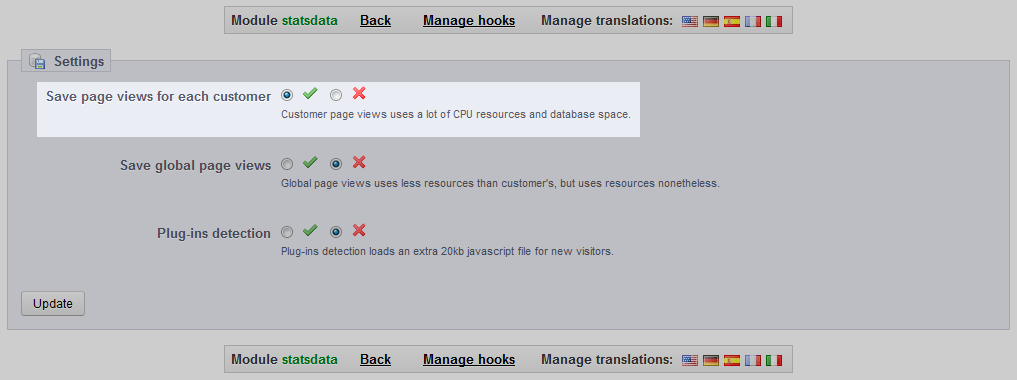 Module statsdata Back Manage hooks Manage translations:
Settings
Save page views for each customer
Customer page views uses a lot of CPU resources and database space.
Save global page views
Global page views uses less resources than customer's, but uses resources nonetheless.
Plug-ins detection
Plug-ins detection loads an extra 20kb javascript file for new visitors.
Update
Module statsdata Back Manage hooks Manage translations: